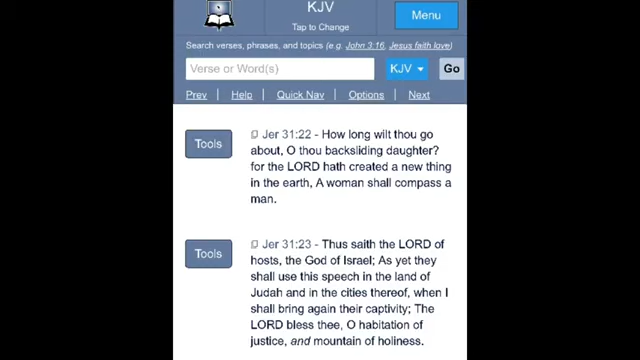 KJV
Tap to Change
Menu
Search verses, phrases, and topics (e.g. John 3:16, Jesus faith love)
Verse or Word(s)
KJV
Go
Prev
Help
Quick Nav
Options
Next
Tools
Jer 31:22 - How long wilt thou go
about, O thou backsliding daughter?
for the LORD hath created a new thing
in the earth, A woman shall compass a
man.
Tools
Jer 31:23 - Thus saith the LORD of
hosts, the God of Israel; As yet they
shall use this speech in the land of
Judah and in the cities thereof, when I
shall bring again their captivity; The
LORD bless thee, O habitation of
justice, and mountain of holiness.